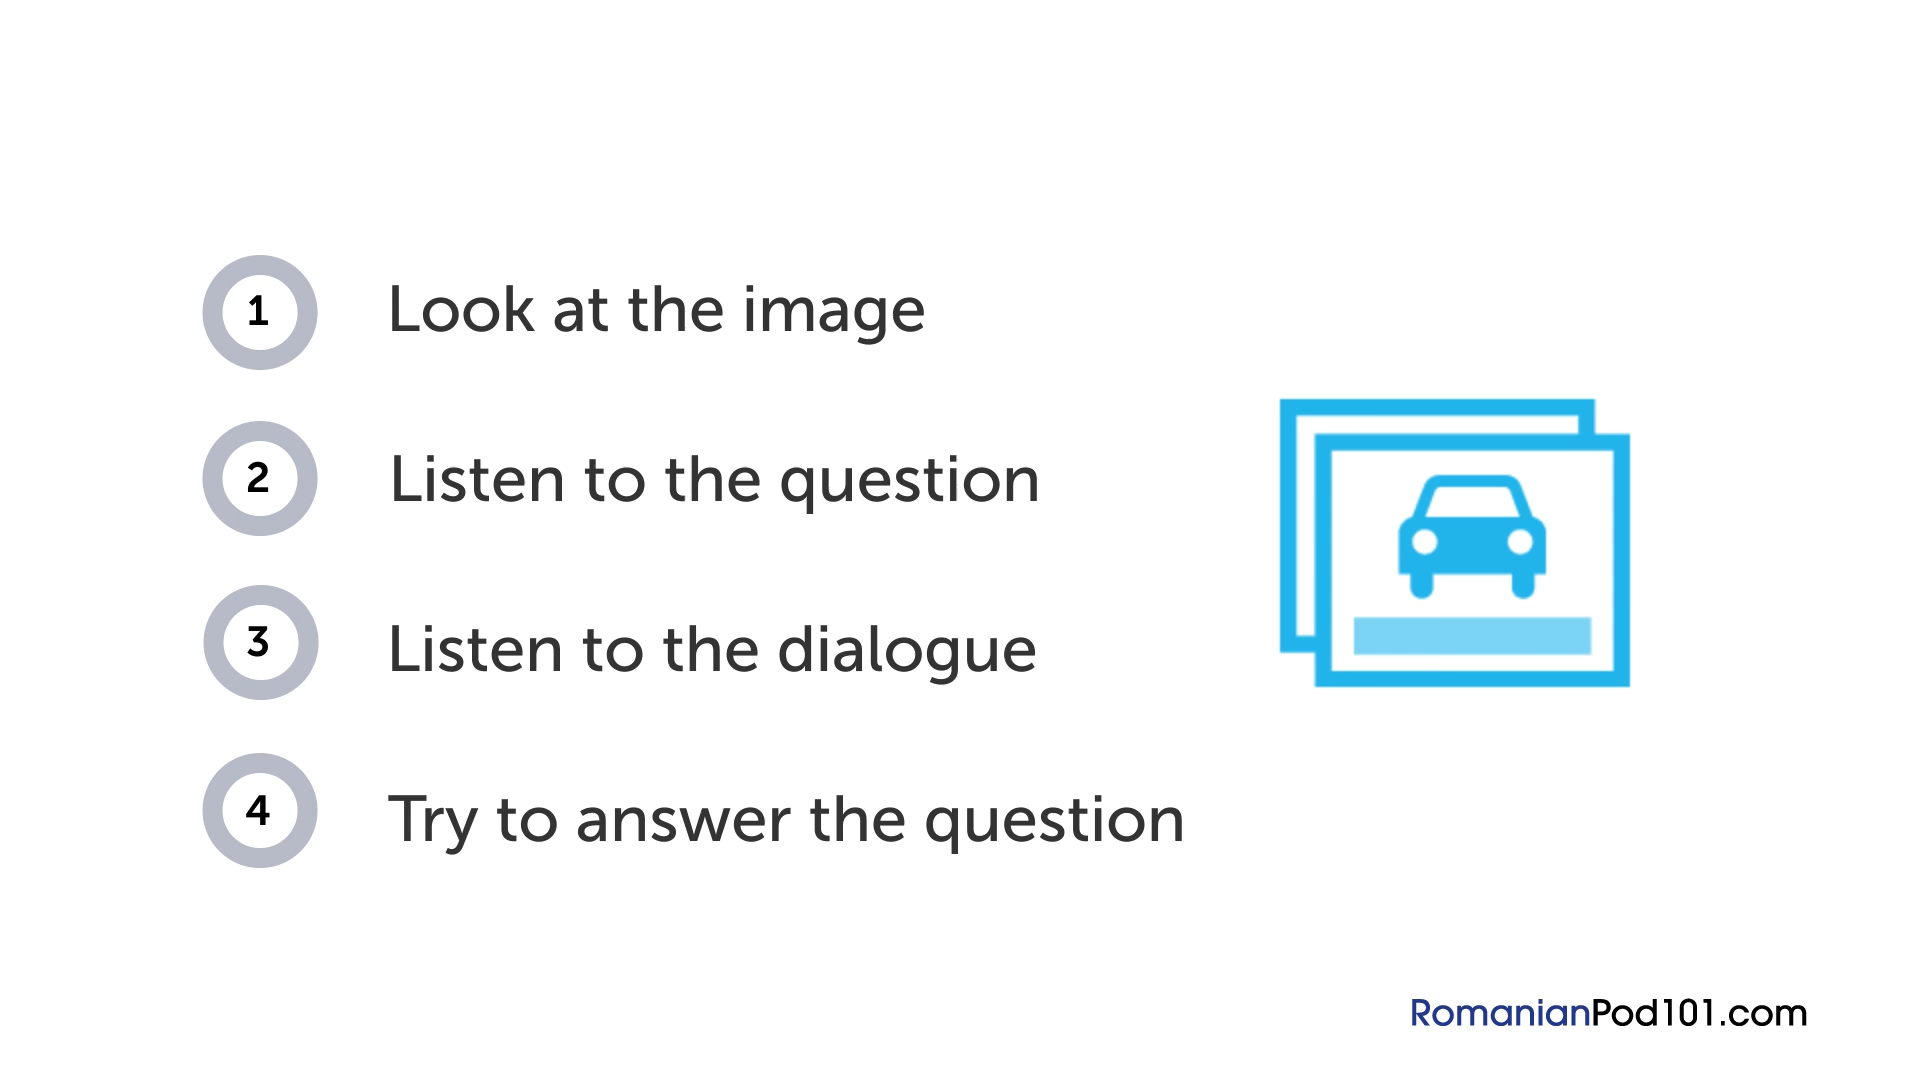 1 Look at the image
2 Listen to the question
3 Listen to the dialogue
4 Try to answer the question
RomanianPod101.com